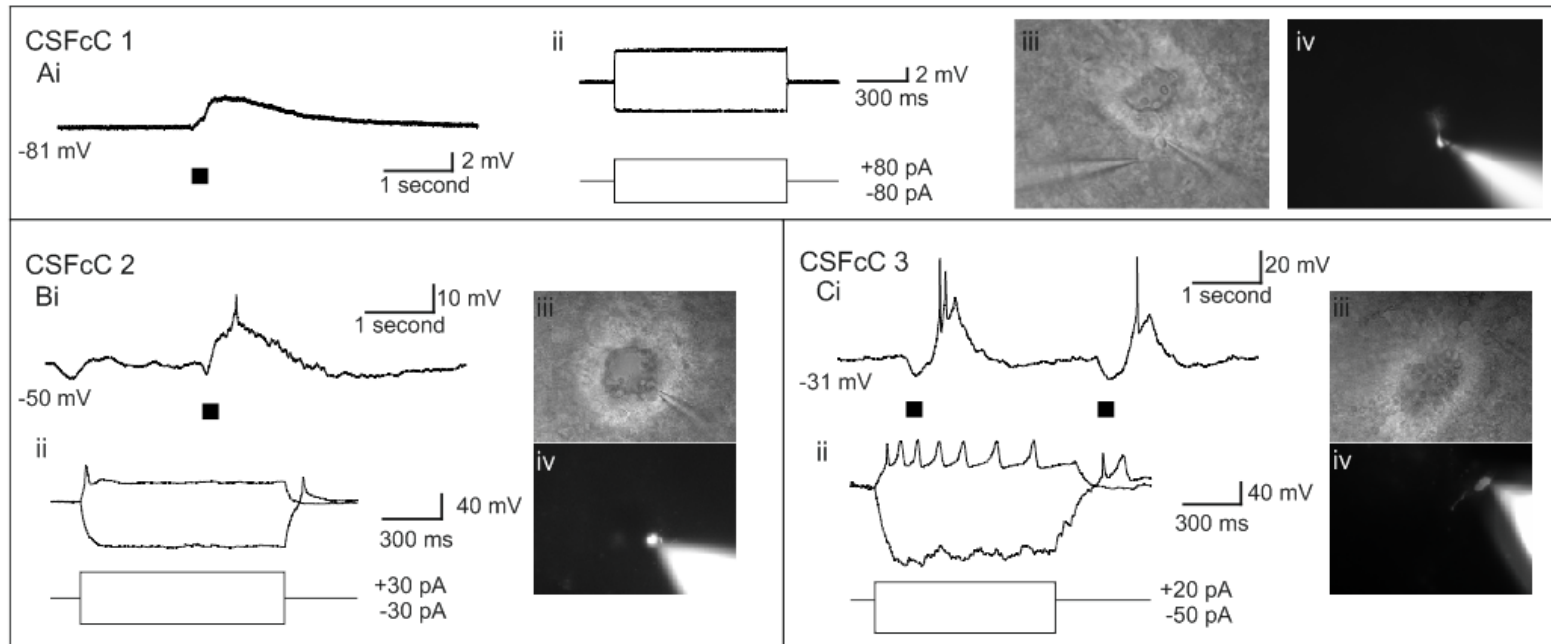 CSFcC 1
Ai
-81 mV
2 mV
1 second
ii
2 mV
300 ms
+80 pA
-80 pA
iii
iv
CSFcC 2
Bi
10 mV
1 second
-50 mV
ii
40 mV
300 ms
+30 pA
-30 pA
iii
iv
CSFcC 3
Ci
20 mV
1 second
-31 mV
ii
40 mV
300 ms
+20 pA
-50 pA
iii
iv